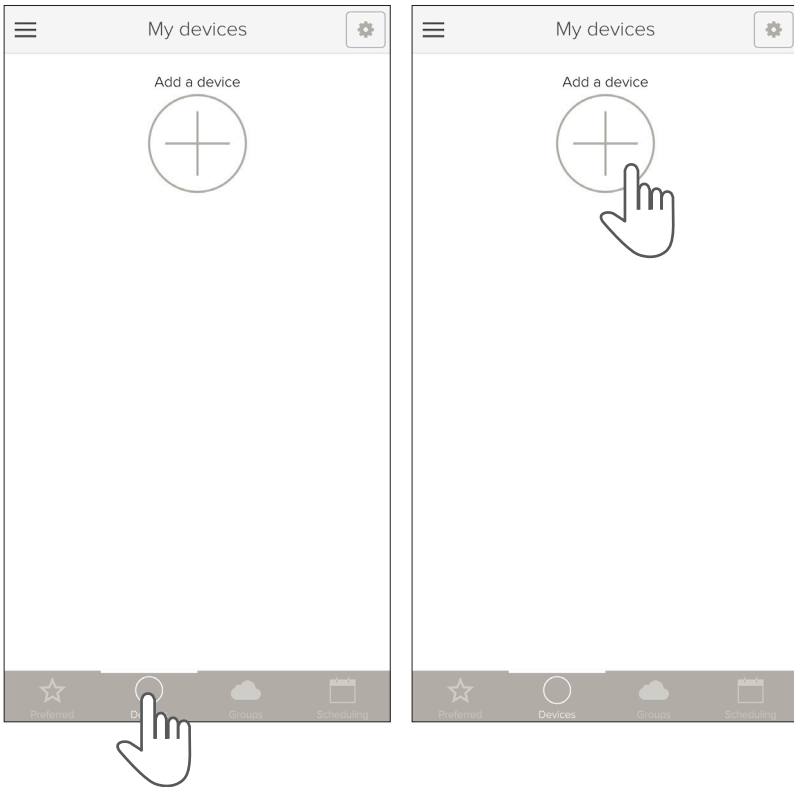 My devices
Add a device
Preferred Groups Scheduling
My devices
Add a device
Preferred Devices Groups Scheduling